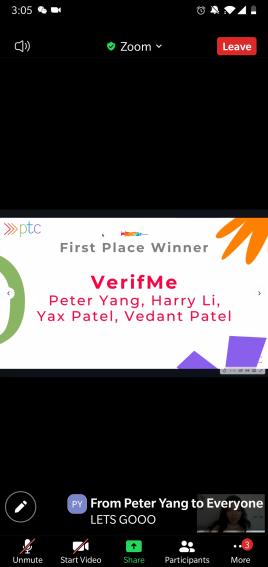 3:05
Zoom
Leave
ptc
First Place Winner
VerifMe
Peter Yang, Harry Li,
Yax Patel, Vedant Patel
PY
From Peter Yang to Everyone
LETS GOOO
3
Unmute
Start Video
Share
Participants
More